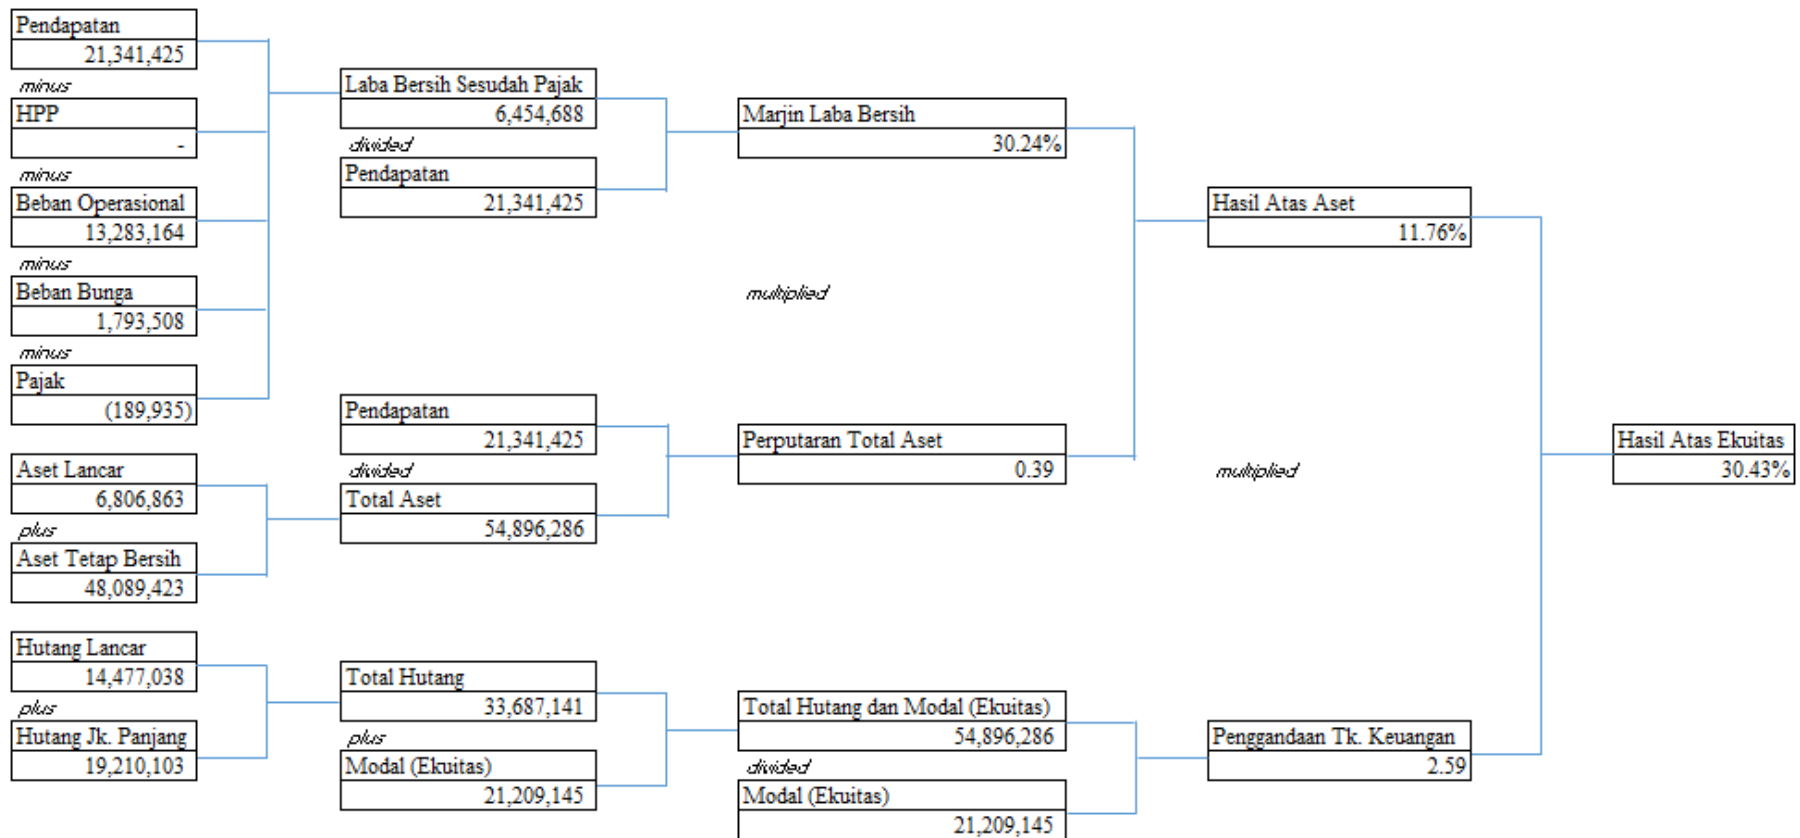 Pendapatan
21,341,425
minus
HPP
-
minus
Beban Operasional
13,283,164
minus
Beban Bunga
1,793,508
minus
Pajak
(189,935)
Aset Lancar
6,806,863
plus
Aset Tetap Bersih
48,089,423
Hutang Lancar
14,477,038
plus
Hutang Jk. Panjang
19,210,103
Laba Bersih Sesudah Pajak
6,454,688
divided
Pendapatan
21,341,425
Pendapatan
21,341,425
divided
Total Aset
54,896,286
Total Hutang
33,687,141
plus
Modal (Ekuitas)
21,209,145
Marjin Laba Bersih
30.24%
multiplied
Perputaran Total Aset
0.39
Total Hutang dan Modal (Ekuitas)
54,896,286
divided
Modal (Ekuitas)
21,209,145
Hasil Atas Aset
11.76%
multiplied
Penggandaan Tk. Keuangan
2.59
Hasil Atas Ekuitas
30.43%